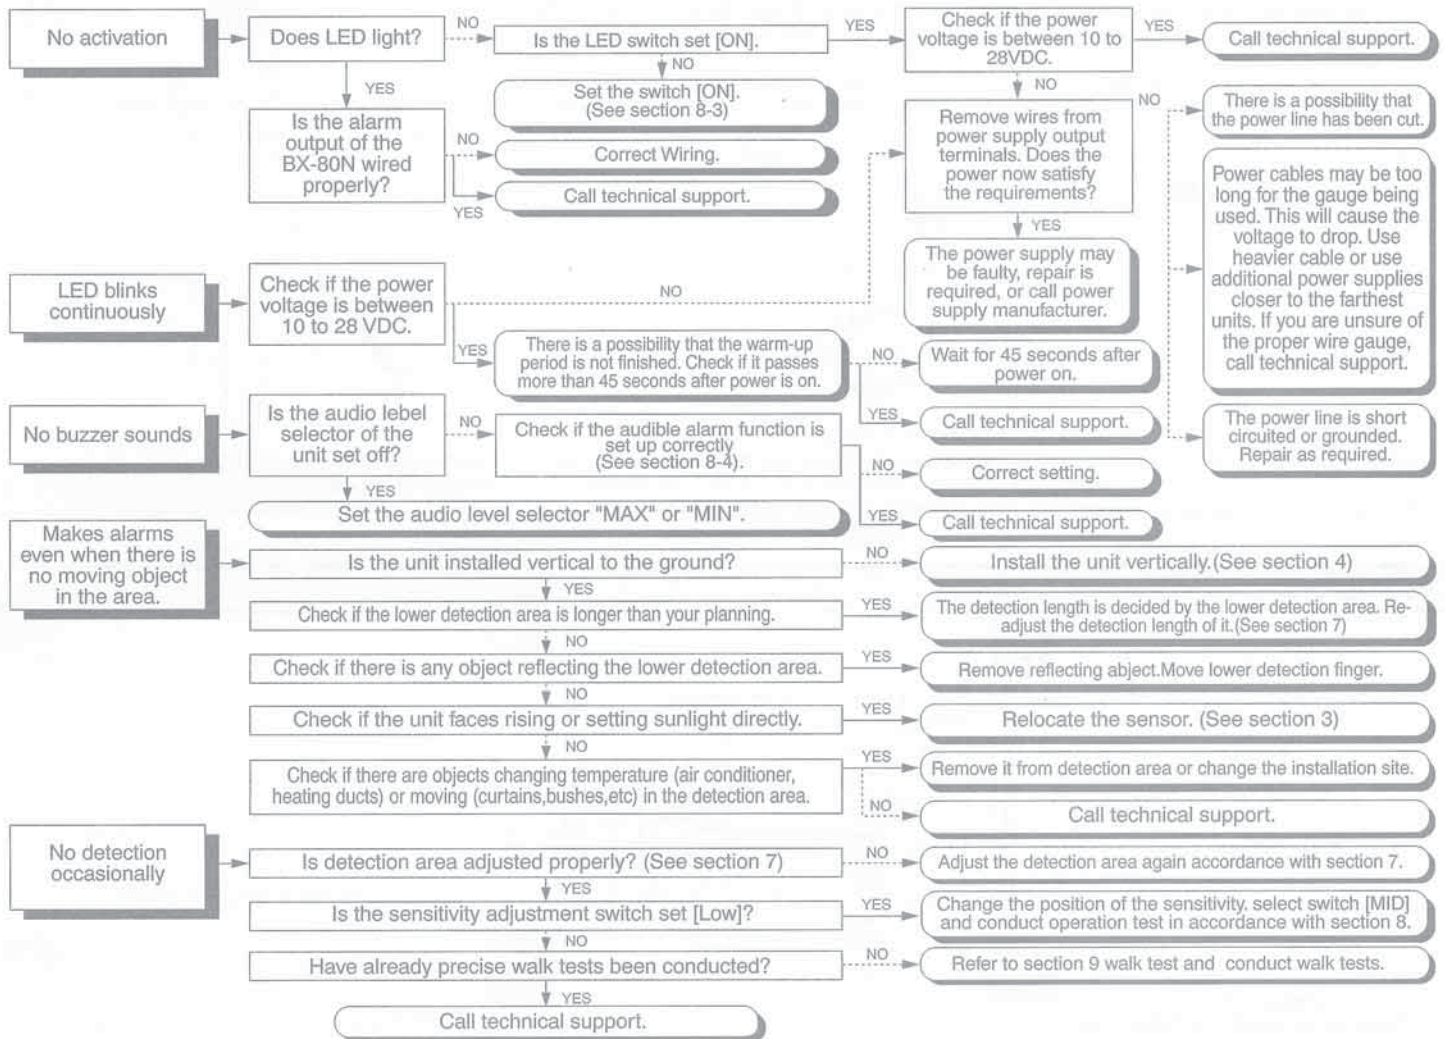 No activation
Does LED light?
NO
Is the LED switch set [ON].
YES
Check if the power
voltage is between 10 to
28VDC.
YES
Call technical support.
NO
Set the switch [ON].
(See section 8-3)
YES
Is the alarm
output of the
BX-80N wired
properly?
NO
Correct Wiring.
YES
Call technical support.
NO
Remove wires from
power supply output
terminals. Does the
power now satisfy
the requirements?
NO
There is a possibility that
the power line has been cut.
Power cables may be too
long for the gauge being
used. This will cause the
voltage to drop. Use
heavier cable or use
additional power supplies
closer to the farthest
units. If you are unsure of
the proper wire gauge,
call technical support.
The power line is short
circuited or grounded.
Repair as required.
YES
The power supply may
be faulty, repair is
required, or call power
supply manufacturer.
LED blinks
continuously
Check if the power
voltage is between
10 to 28 VDC.
NO
YES
There is a possibility that the warm-up
period is not finished. Check if it passes
more than 45 seconds after power is on.
NO
Wait for 45 seconds after
power on.
YES
Call technical support.
No buzzer sounds
Is the audio lebel
selector of the
unit set off?
NO
Check if the audible alarm function is
set up correctly
(See section 8-4).
NO
Correct setting.
YES
Call technical support.
YES
Set the audio level selector "MAX" or "MIN".
Makes alarms
even when there is
no moving object
in the area.
Is the unit installed vertical to the ground?
NO
Install the unit vertically.(See section 4)
YES
Check if the lower detection area is longer than your planning.
YES
The detection length is decided by the lower detection area. Re-
adjust the detection length of it.(See section 7)
NO
Check if there is any object reflecting the lower detection area.
YES
Remove reflecting abject.Move lower detection finger.
NO
Check if the unit faces rising or setting sunlight directly.
YES
Relocate the sensor. (See section 3)
NO
Check if there are objects changing temperature (air conditioner,
heating ducts) or moving (curtains,bushes,etc) in the detection area.
YES
Remove it from detection area or change the installation site.
NO
Call technical support.
No detection
occasionally
Is detection area adjusted properly? (See section 7)
NO
Adjust the detection area again accordance with section 7.
YES
Is the sensitivity adjustment switch set [Low]?
YES
Change the position of the sensitivity, select switch [MID]
and conduct operation test in accordance with section 8.
NO
Have already precise walk tests been conducted?
NO
Refer to section 9 walk test and conduct walk tests.
YES
Call technical support.